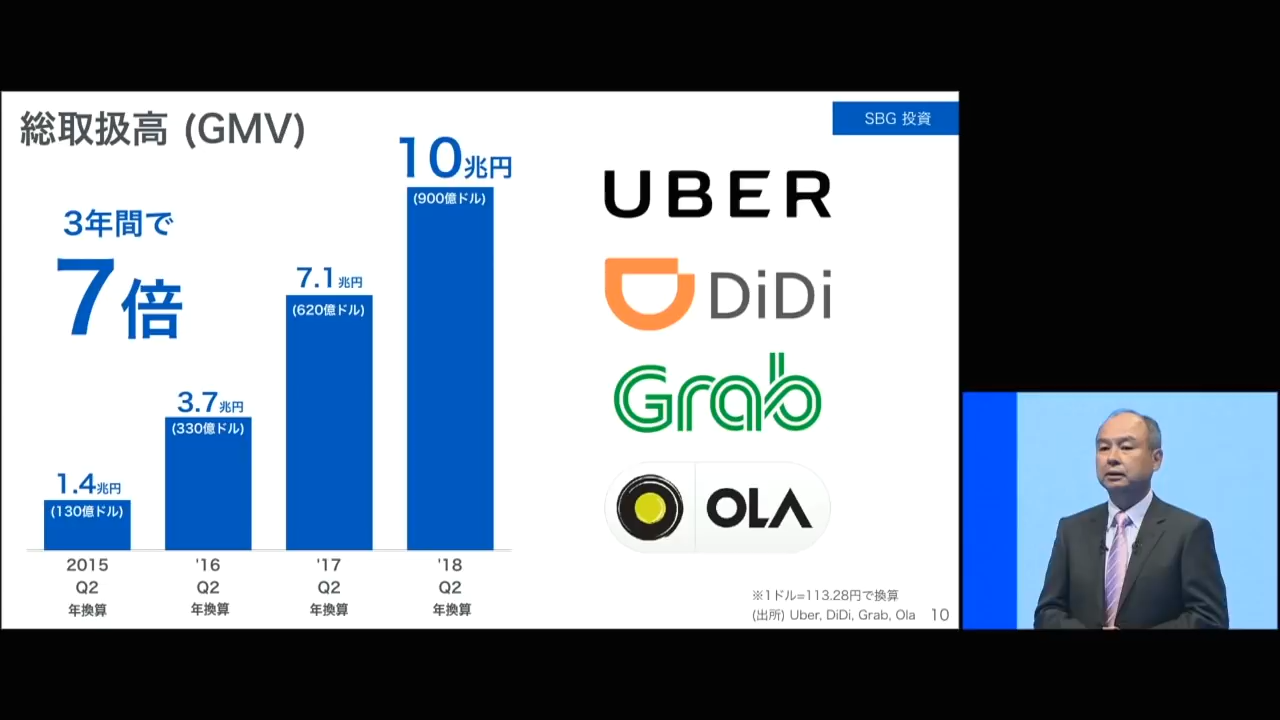 総取扱高 (GMV)
SBG 投資
3年間で
7倍
1.4兆円
(130億ドル)
3.7兆円
(330億ドル)
7.1兆円
(620億ドル)
10兆円
(900億ドル)
2015
Q2
年換算
'16
Q2
年換算
'17
Q2
年換算
'18
Q2
年換算
UBER
DiDi
Grab
OLA
※1ドル=113.28円で換算
(出所) Uber, DiDi, Grab, Ola
10